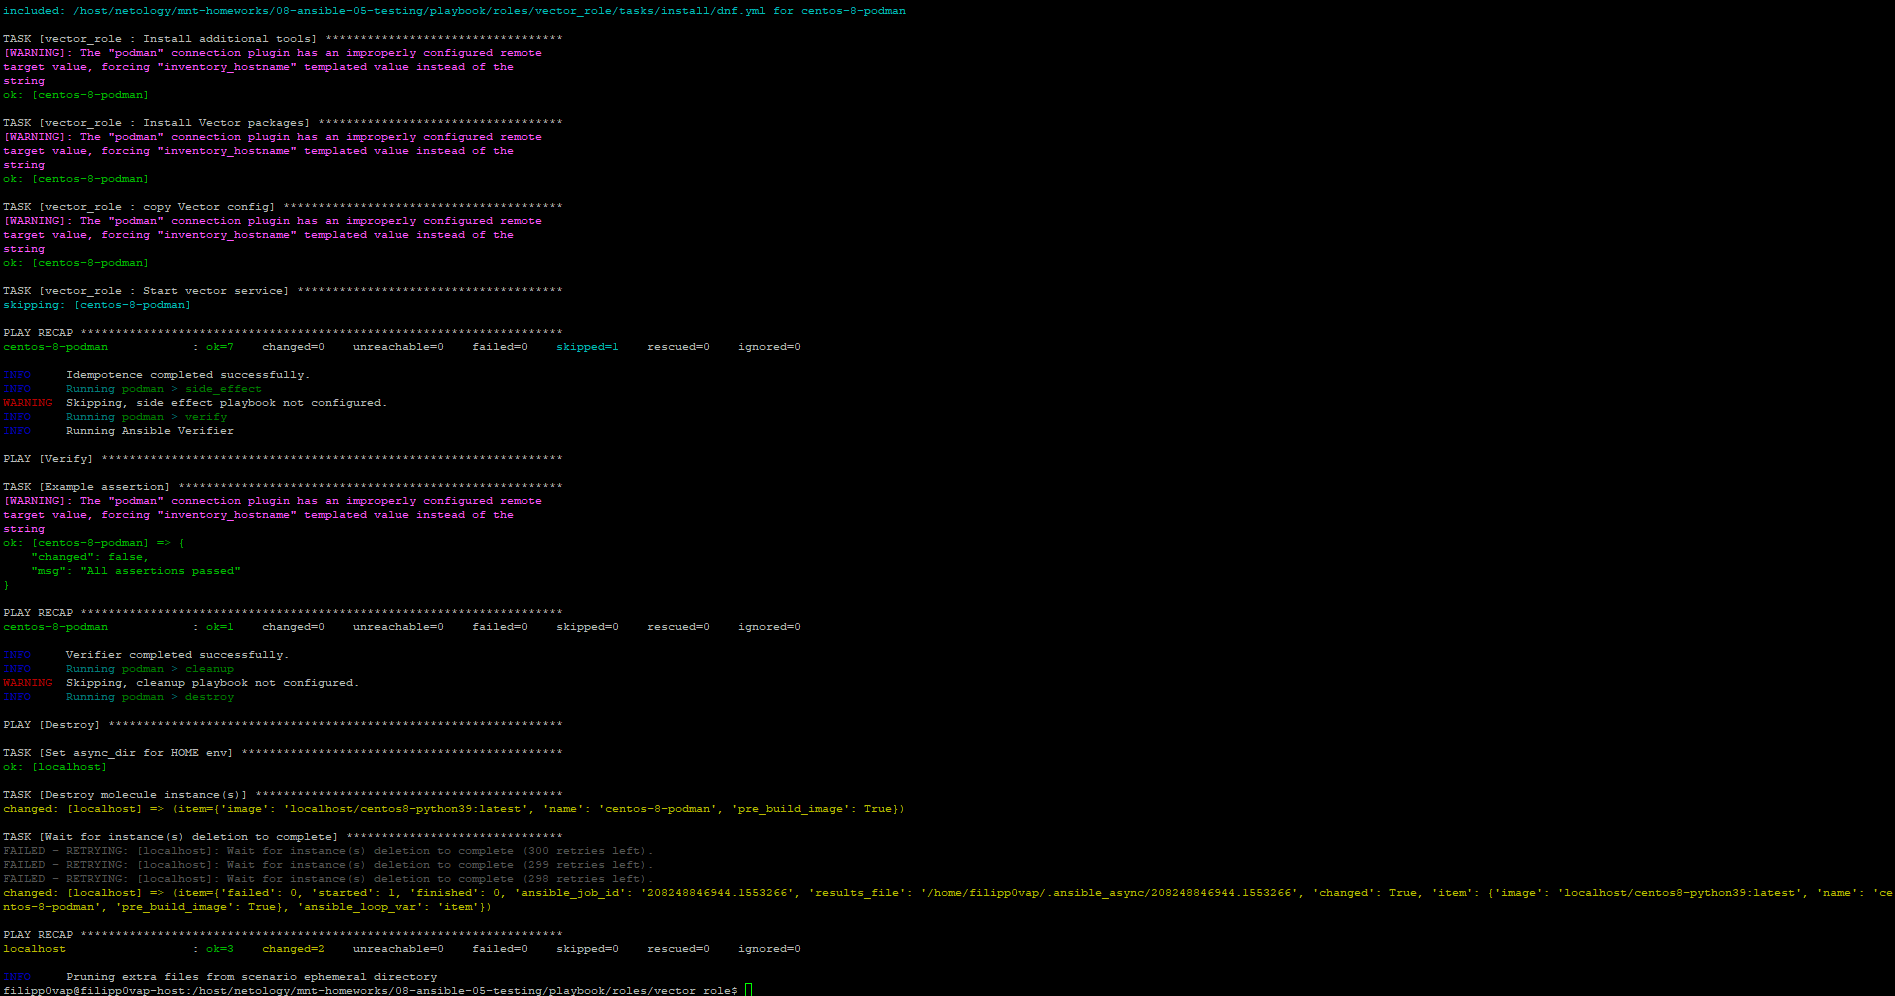 included: /host/netology/mnt-homeworks/08-ansible-05-testing/playbook/roles/vector_role/tasks/install/dnf.yml for centos-8-podman
TASK [vector_role : Install additional tools] **********************************
[WARNING]: The "podman" connection plugin has an improperly configured remote
target value, forcing "inventory_hostname" templated value instead of the
string
ok: [centos-8-podman]
TASK [vector_role : Install Vector packages] ***********************************
[WARNING]: The "podman" connection plugin has an improperly configured remote
target value, forcing "inventory_hostname" templated value instead of the
string
ok: [centos-8-podman]
TASK [vector_role : copy Vector config] ****************************************
[WARNING]: The "podman" connection plugin has an improperly configured remote
target value, forcing "inventory_hostname" templated value instead of the
string
ok: [centos-8-podman]
TASK [vector_role : Start vector service] **************************************
skipping: [centos-8-podman]
PLAY RECAP *********************************************************************
centos-8-podman            : ok=7    changed=0    unreachable=0    failed=0    skipped=1    rescued=0    ignored=0
INFO     Idempotence completed successfully.
INFO     Running podman > side_effect
WARNING  Skipping, side effect playbook not configured.
INFO     Running podman > verify
INFO     Running Ansible Verifier
PLAY [Verify] ******************************************************************
TASK [Example assertion] *******************************************************
[WARNING]: The "podman" connection plugin has an improperly configured remote
target value, forcing "inventory_hostname" templated value instead of the
string
ok: [centos-8-podman] => {
    "changed": false,
    "msg": "All assertions passed"
}
PLAY RECAP *********************************************************************
centos-8-podman            : ok=1    changed=0    unreachable=0    failed=0    skipped=0    rescued=0    ignored=0
INFO     Verifier completed successfully.
INFO     Running podman > cleanup
WARNING  Skipping, cleanup playbook not configured.
INFO     Running podman > destroy
PLAY [Destroy] *****************************************************************
TASK [Set async_dir for HOME env] **********************************************
ok: [localhost]
TASK [Destroy molecule instance(s)] ********************************************
changed: [localhost] => (item={'image': 'localhost/centos8-python39:latest', 'name': 'centos-8-podman', 'pre_build_image': True})
TASK [Wait for instance(s) deletion to complete] *******************************
FAILED - RETRYING: [localhost]: Wait for instance(s) deletion to complete (300 retries left).
FAILED - RETRYING: [localhost]: Wait for instance(s) deletion to complete (299 retries left).
FAILED - RETRYING: [localhost]: Wait for instance(s) deletion to complete (298 retries left).
changed: [localhost] => (item={'failed': 0, 'started': 1, 'finished': 0, 'ansible_job_id': '208248846944.1553266', 'results_file': '/home/filipp0vap/.ansible_async/208248846944.1553266', 'changed': True, 'item': {'image': 'localhost/centos8-python39:latest', 'name': 'ce
ntos-8-podman', 'pre_build_image': True}, 'ansible_loop_var': 'item'})
PLAY RECAP *********************************************************************
localhost                  : ok=3    changed=2    unreachable=0    failed=0    skipped=0    rescued=0    ignored=0
INFO     Pruning extra files from scenario ephemeral directory
filipp0vap@filipp0vap-host:/host/netology/mnt-homeworks/08-ansible-05-testing/playbook/roles/vector_role$